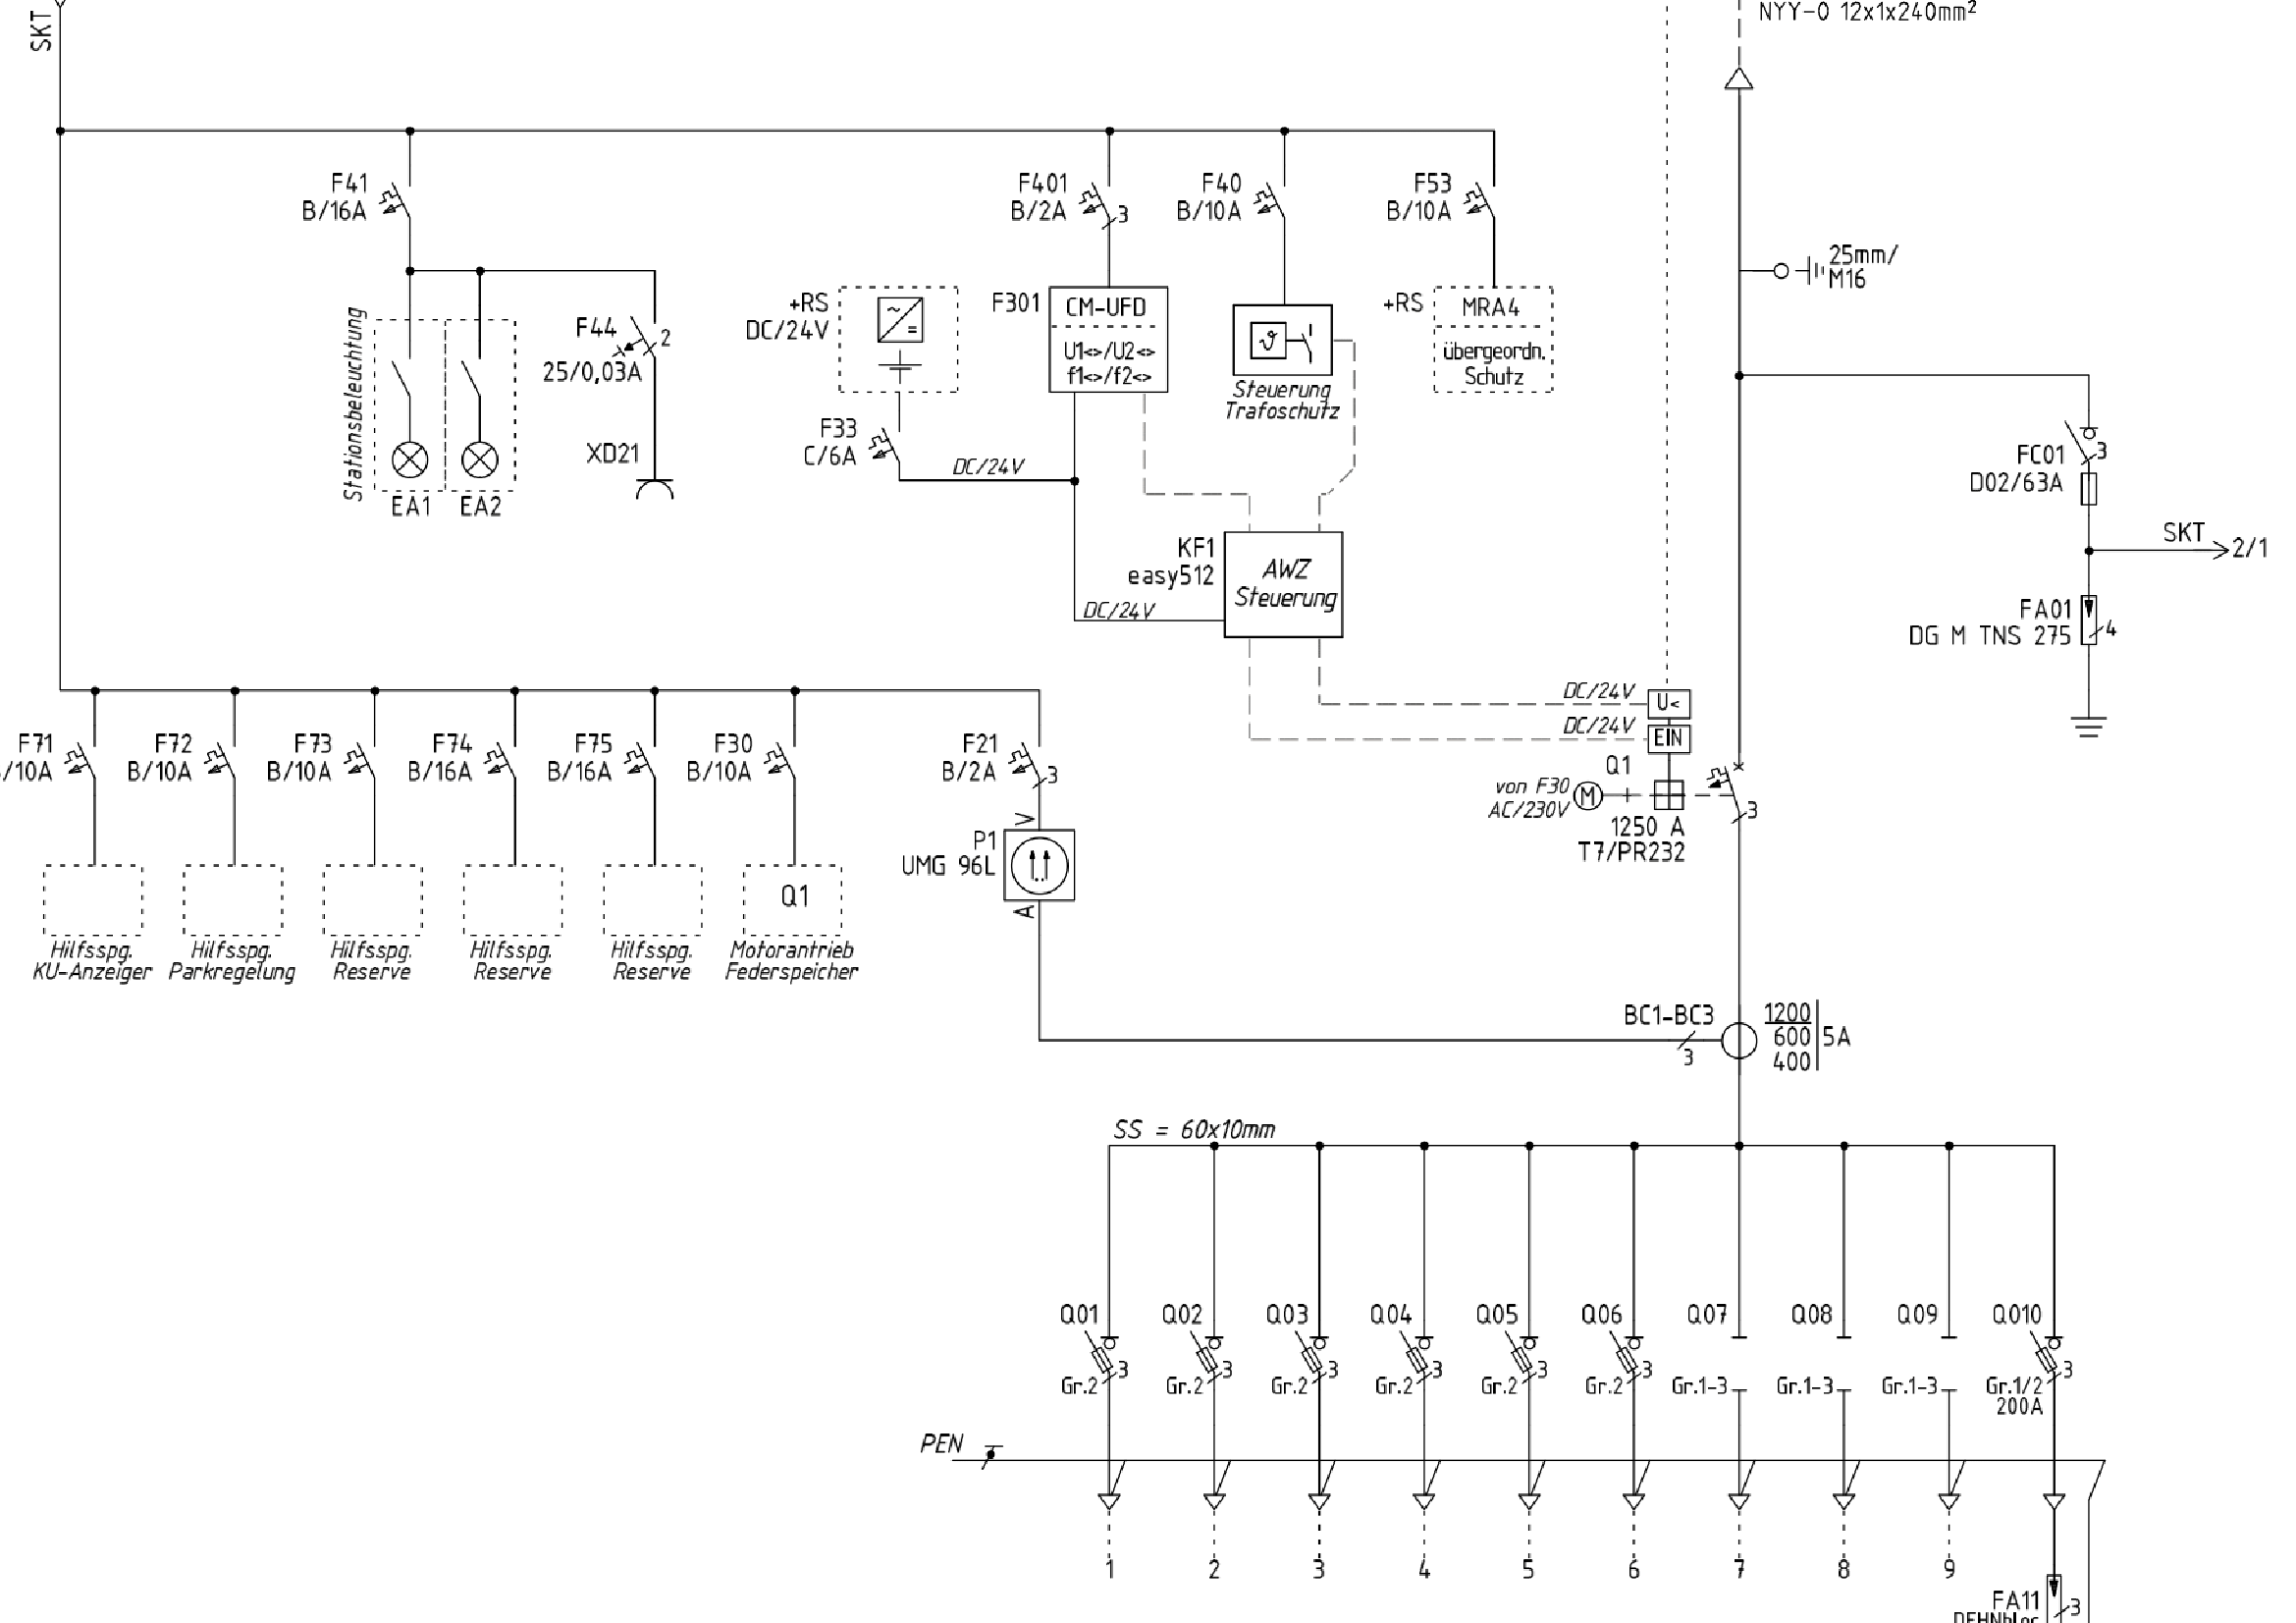 SKT
NYY-O 12x1x240mm²
F41
B/16A
F401
B/2A
3
F40
B/10A
F53
B/10A
25mm/
M16
Stationsbeleuchtung
EA1
EA2
F44
25/0,03A
2
XD21
+RS
DC/24V
~
=
F33
C/6A
DC/24V
F301
CM-UFD
U1<>/U2<>
f1<>/f2<>
ϑ
Steuerung
Trafoschutz
+RS
MRA4
übergeordn.
Schutz
FC01
D02/63A
3
SKT
2/1
FA01
DG M TNS 275
4
KF1
easy512
AWZ
Steuerung
DC/24V
DC/24V
U<
DC/24V
EIN
Q1
von F30
AC/230V
M
3
1250 A
T7/PR232
F71
/10A
F72
B/10A
F73
B/10A
F74
B/16A
F75
B/16A
F30
B/10A
F21
B/2A
3
V
P1
UMG 96L
A
Q1
Hilfsspg.
KU-Anzeiger
Hilfsspg.
Parkregelung
Hilfsspg.
Reserve
Hilfsspg.
Reserve
Hilfsspg.
Reserve
Motorantrieb
Federspeicher
BC1-BC3
3
1200
600
400
5A
SS = 60x10mm
Q01
Gr.2
3
Q02
Gr.2
3
Q03
Gr.2
3
Q04
Gr.2
3
Q05
Gr.2
3
Q06
Gr.2
3
Q07
Gr.1-3
Q08
Gr.1-3
Q09
Gr.1-3
Q010
Gr.1/2
200A
3
PEN
1
2
3
4
5
6
7
8
9
FA11
3